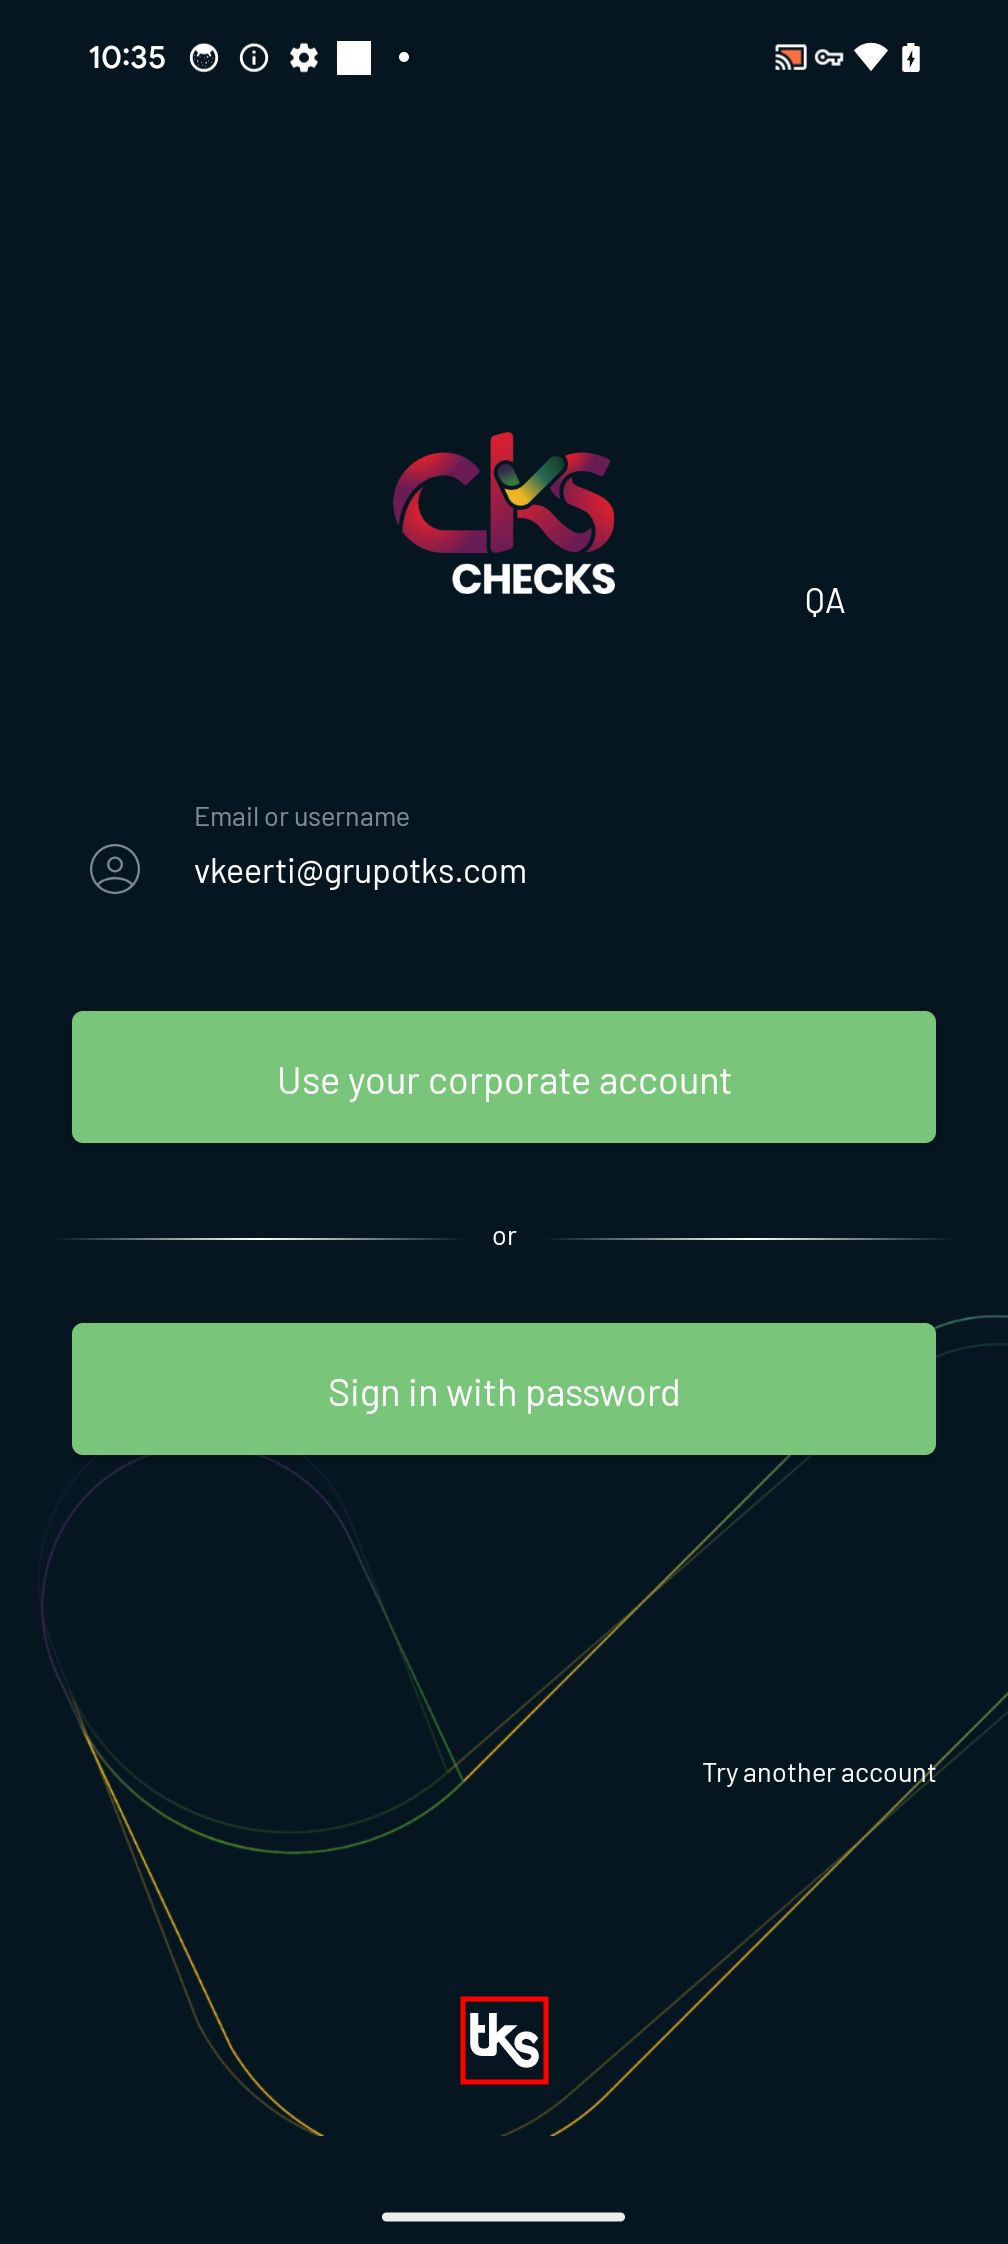 10:35
cks
CHECKS
QA
Email or username
vkeerti@grupotks.com
Use your corporate account
or
Sign in with password
Try another account
tks